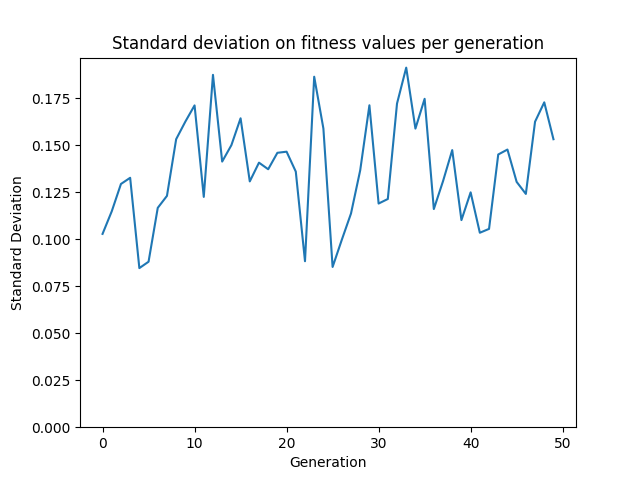 Standard deviation on fitness values per generation
Standard Deviation
0.175
0.150
0.125
0.100
0.075
0.050
0.025
0.000
0 10 20 30 40 50
Generation